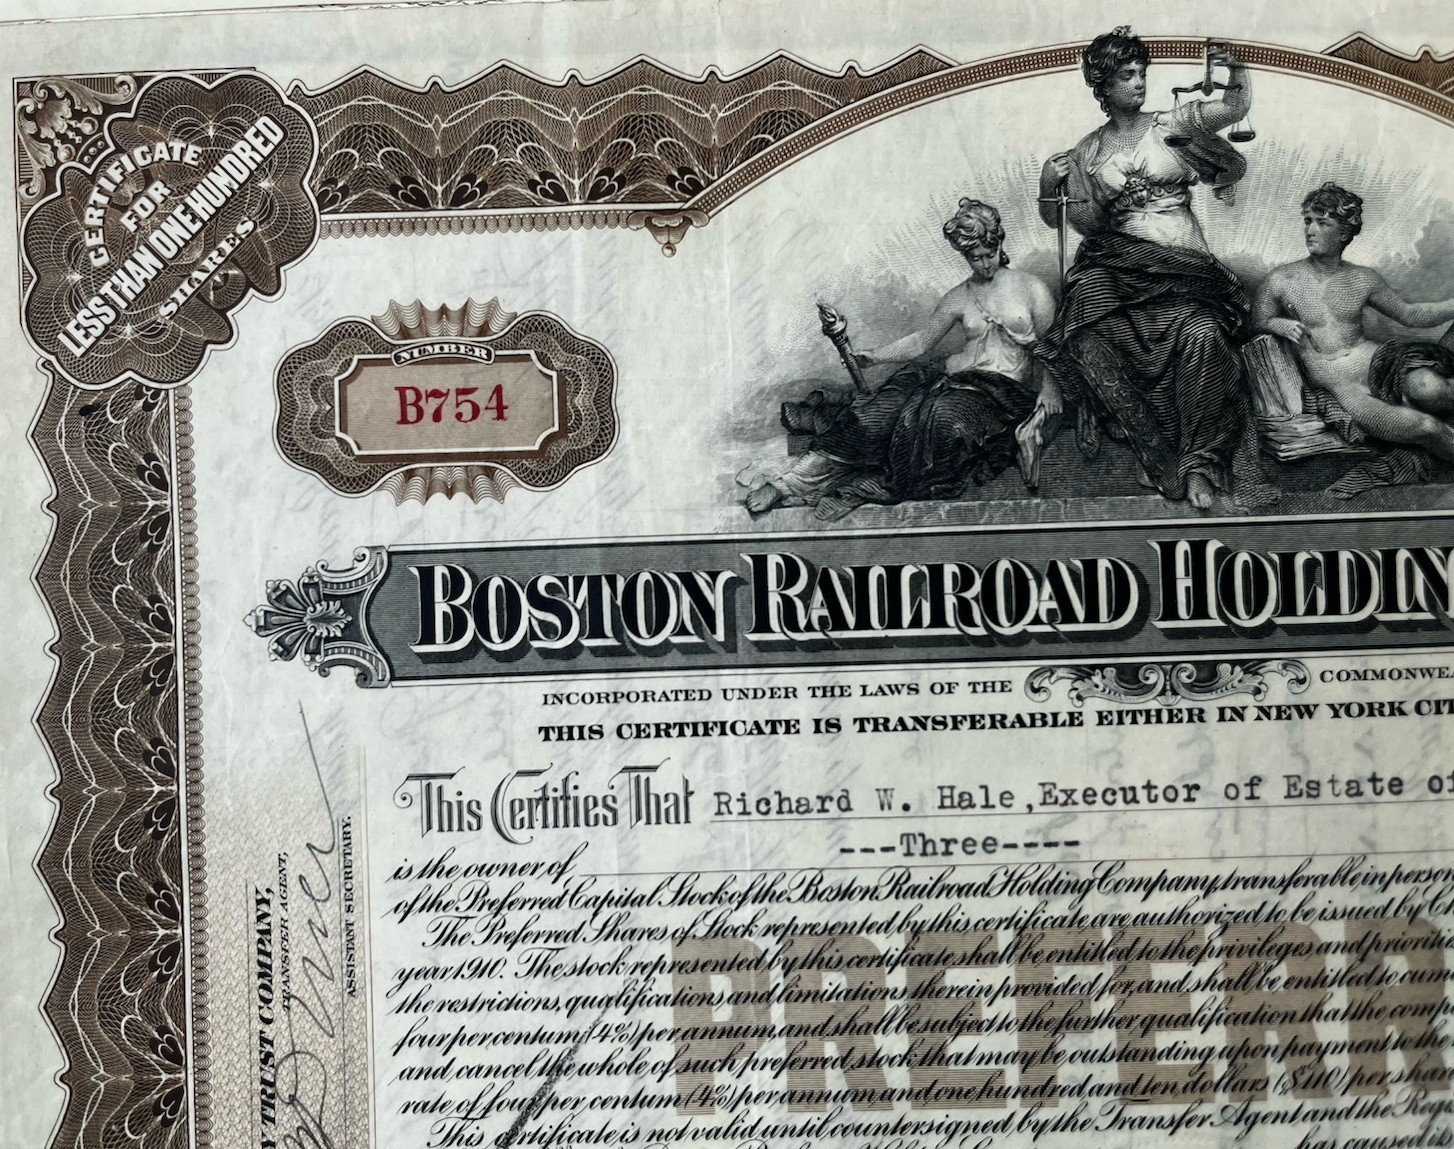 CERTIFICATE
FOR
LESS THAN ONE HUNDRED
SHARES
NUMBER
B754
BOSTON RAILROAD HOLDIN
INCORPORATED UNDER THE LAWS OF THE COMMONWEA
THIS CERTIFICATE IS TRANSFERABLE EITHER IN NEW YORK CIT
This Certifies That Richard W. Hale, Executor of Estate of
---Three----
is the owner of
of the Preferred Capital Stock of the Boston Railroad Holding Company, transferable in person
The Preferred Shares of Stock represented by this certificate are authorized to be issued by
year 1910. The stock represented by this certificate shall be entitled to the privileges and prioritie
the restrictions, qualifications and limitations therein provided for, and shall be entitled to cum
four per centum (4%) per annum, and shall be subject to the further qualification that the comp
and cancel the whole of such preferred stock that may be outstanding upon payment to the
rate of four per centum (4%) per annum and one hundred and ten dollars ($110) per shar
This certificate is not valid until countersigned by the Transfer Agent and the Reg
has caused it
PREFERR
Y TRUST COMPANY,
TRANSFER AGENT,
ASSISTANT SECRETARY.